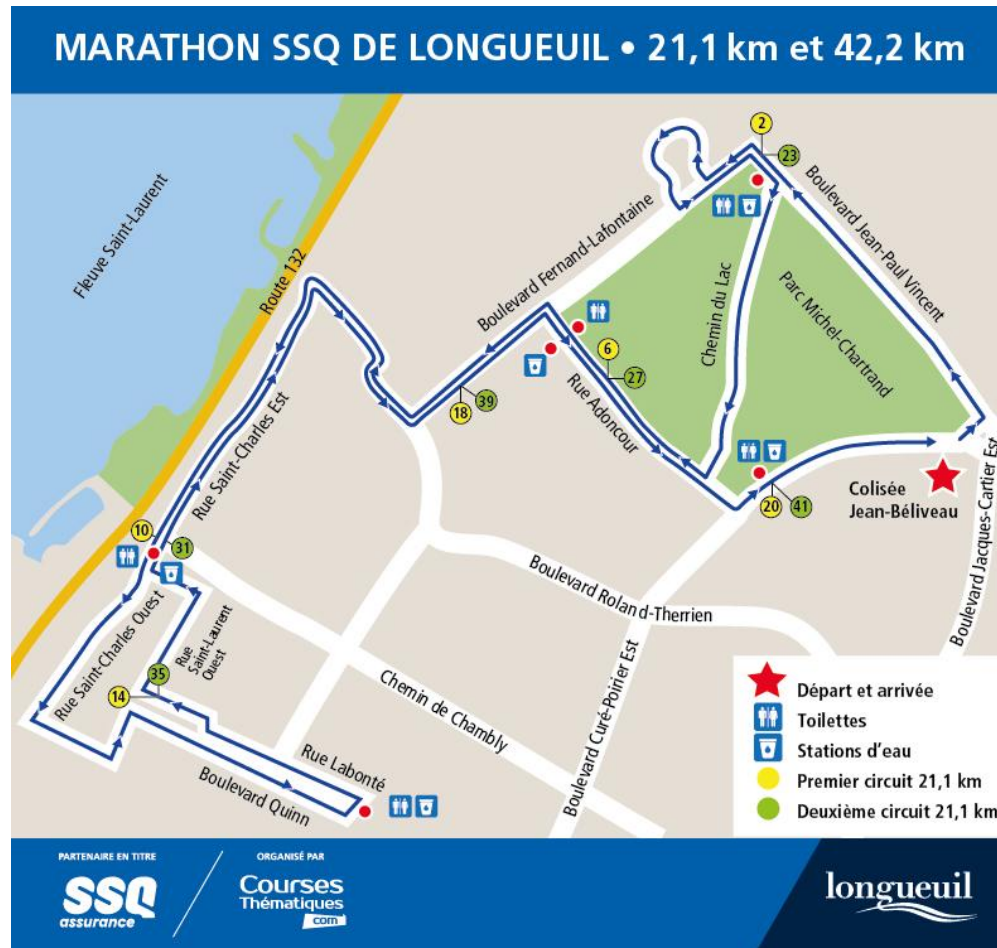 MARATHON SSQ DE LONGUEUIL • 21,1 km et 42,2 km
Fleuve Saint-Laurent
Route 132
2
23
Boulevard Fernand-Lafontaine
Boulevard Jean-Paul Vincent
Chemin du Lac
Parc Michel-Chartrand
6
27
18
39
Rue Adoncour
Rue Saint-Charles Est
20
41
Colisée
Jean-Béliveau
Boulevard Jacques-Cartier Est
10
31
Boulevard Roland-Therrien
Rue Saint-Charles Ouest
Rue
Saint-Laurent
Ouest
14
35
Chemin de Chambly
Boulevard Curé-Poirier Est
Rue Labonté
Boulevard Quinn
Départ et arrivée
Toilettes
Stations d'eau
Premier circuit 21,1 km
Deuxième circuit 21,1 km
PARTENAIRE EN TITRE
SSQ
assurance
ORGANISÉ PAR
Courses
Thématiques
com
longueuil